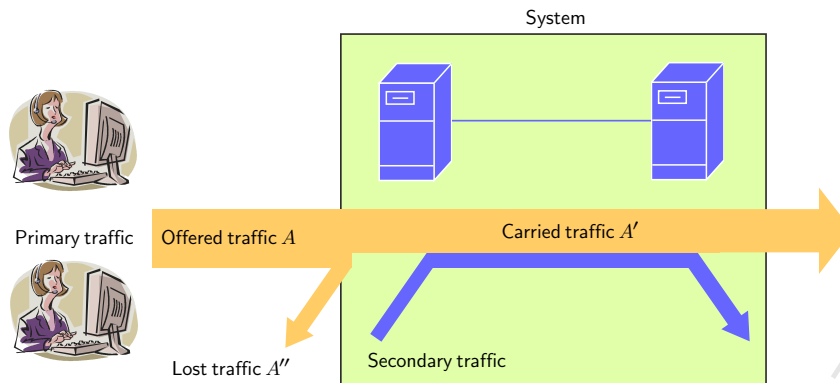 System
Primary traffic
Offered traffic A
Carried traffic A′
Lost traffic A′′
Secondary traffic